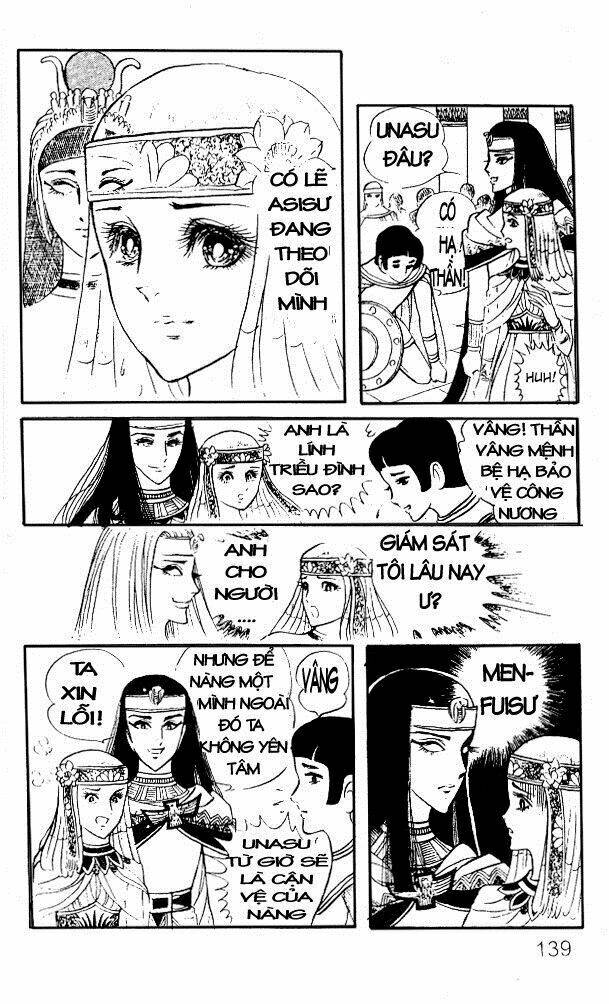 CÓ LẼ
ASISƯ
ĐANG
THEO
DÕI
MÌNH
UNASU
ĐÂU?
CÓ
HẠ
THẦN!
HUH!
ANH LÀ
LÍNH
TRIỀU ĐÌNH
SAO?
VÂNG! THẦN
VÂNG MỆNH
BỆ HẠ BẢO
VỆ CÔNG
NƯƠNG
ANH
CHO
NGƯỜI
....
GIÁM SÁT
TÔI LÂU NAY
Ư?
TA
XIN
LỖI!
NHƯNG ĐỂ
NÀNG MỘT
MÌNH NGOÀI
ĐÓ TA
KHÔNG YÊN
TÂM
VÂNG
UNASU
TỪ GIỜ SẼ
LÀ CẬN
VỆ CỦA
NÀNG
MEN-
FUISƯ
139